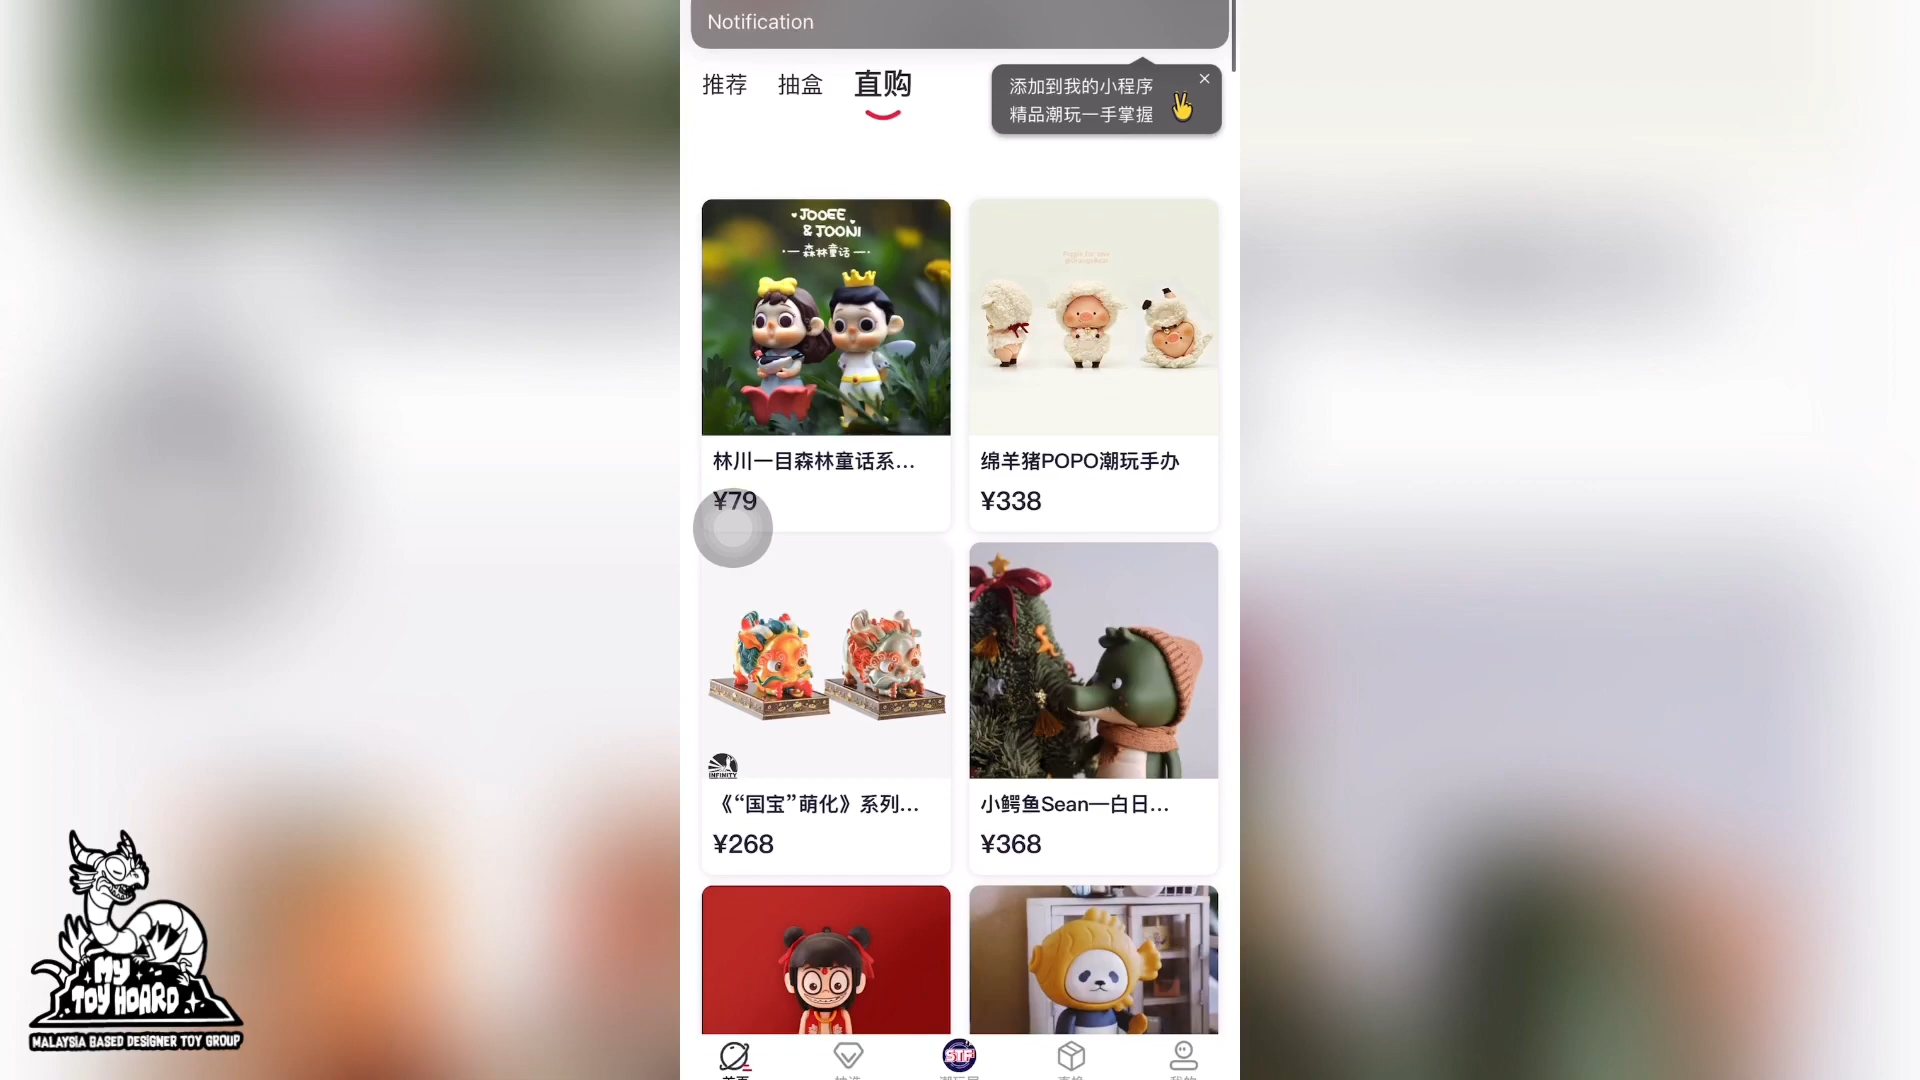 Notification
推荐
抽盒
直购
添加到我的小程序
精品潮玩一手掌握
JOOEE
& JOONI
森林童话
林川一目森林童话系...
¥79
绵羊猪POPO潮玩手办
¥338
INFINITY
《“国宝”萌化》系列...
¥268
小鳄鱼Sean—白日...
¥368
STF
MY
TOY HOARD
MALAYSIA BASED DESIGNER TOY GROUP